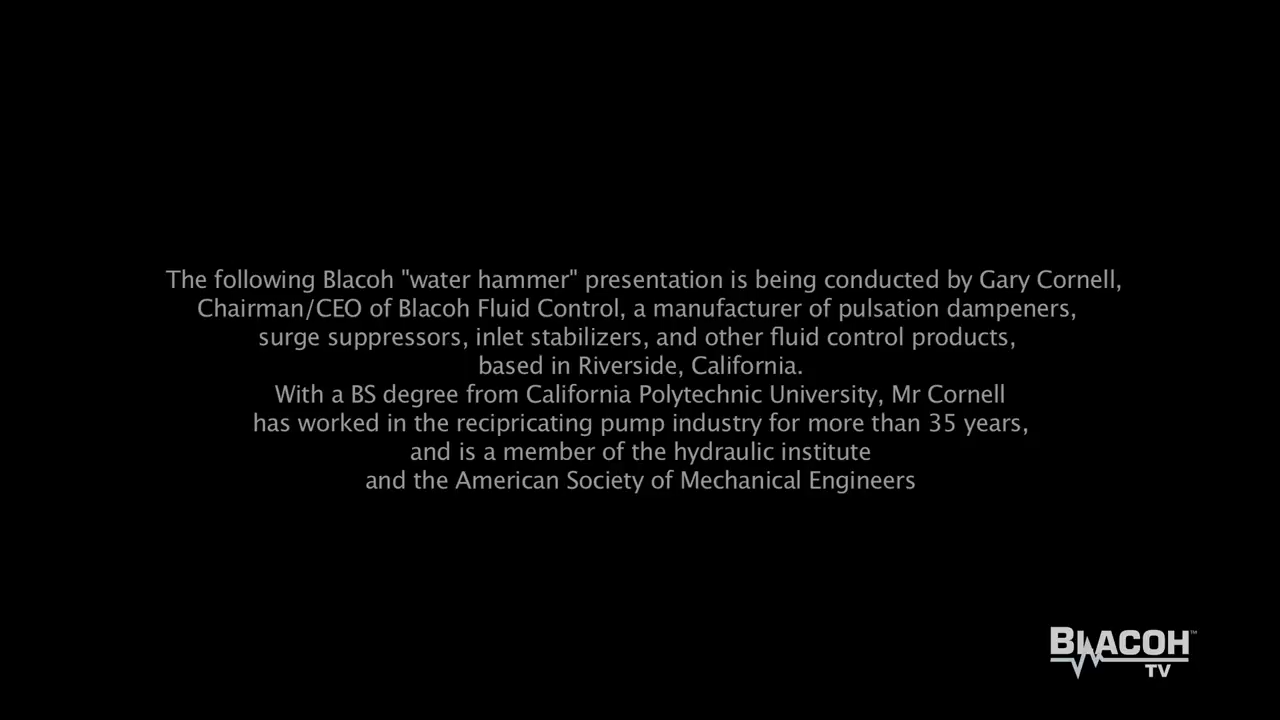 The following Blacoh "water hammer" presentation is being conducted by Gary Cornell,
Chairman/CEO of Blacoh Fluid Control, a manufacturer of pulsation dampeners,
surge suppressors, inlet stabilizers, and other fluid control products,
based in Riverside, California.
With a BS degree from California Polytechnic University, Mr Cornell
has worked in the recipricating pump industry for more than 35 years,
and is a member of the hydraulic institute
and the American Society of Mechanical Engineers
BLACOH™
TV